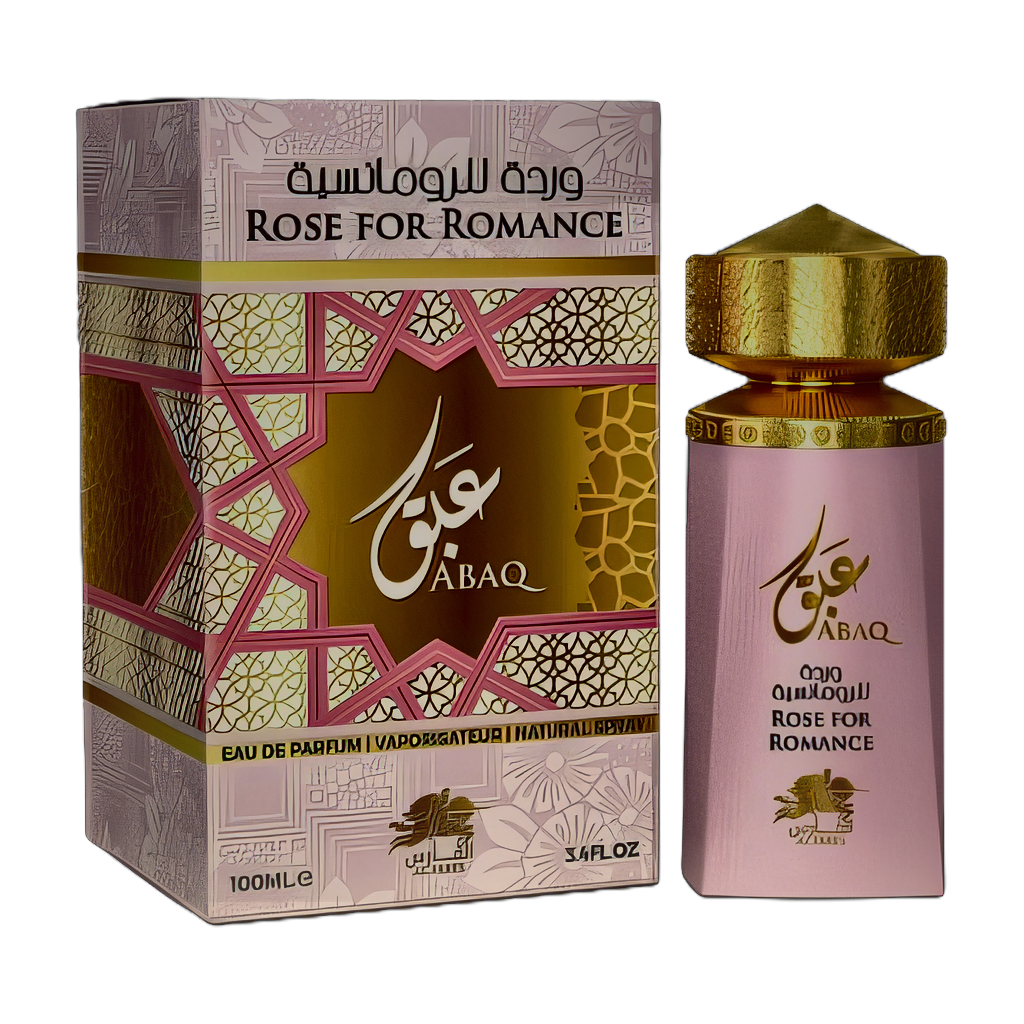 وردة للرومانسية
ROSE FOR ROMANCE
عبق
ABAQ
EAU DE PARFUM | VAPORISATEUR | NATURAL SPRAY
الفارس
100ML e
3.4FL.OZ
عبق
ABAQ
وردة
للرومانسية
ROSE FOR
ROMANCE